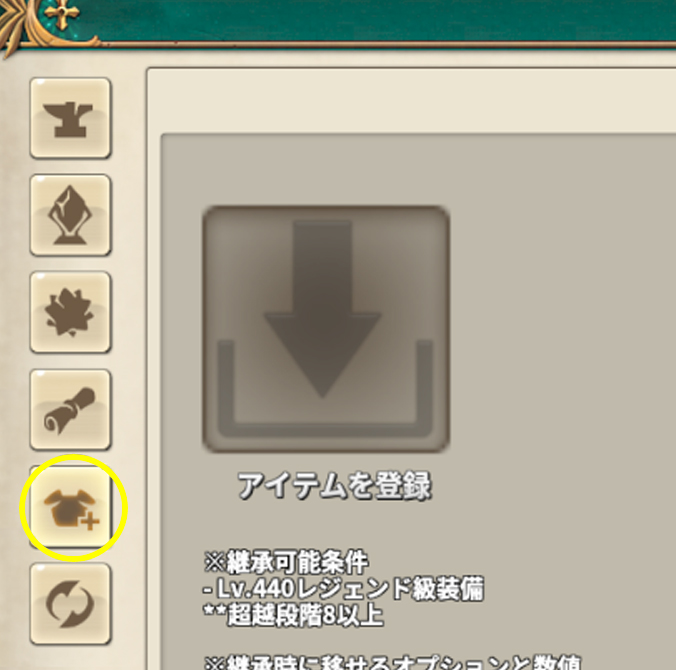 アイテムを登録
※継承可能条件
- Lv.440レジェンド級装備
**超越段階8以上
※継承時に移せるオプションと数値